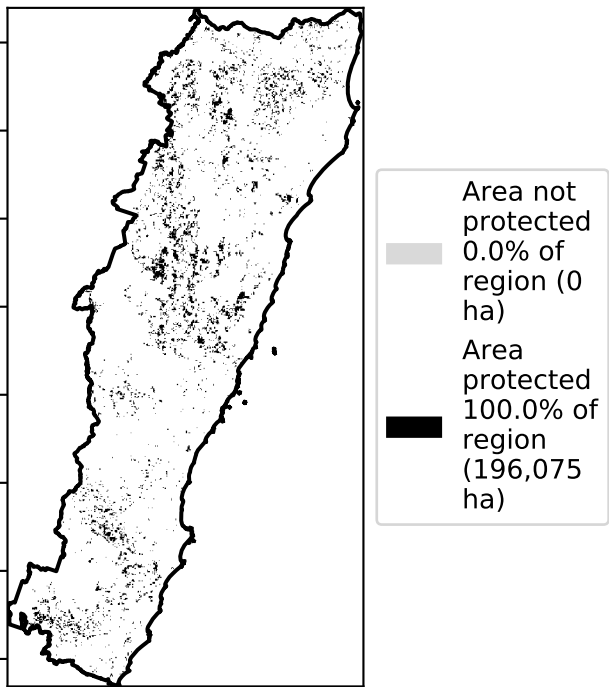 Area not
protected
0.0% of
region (0
ha)
Area
protected
100.0% of
region
(196,075
ha)